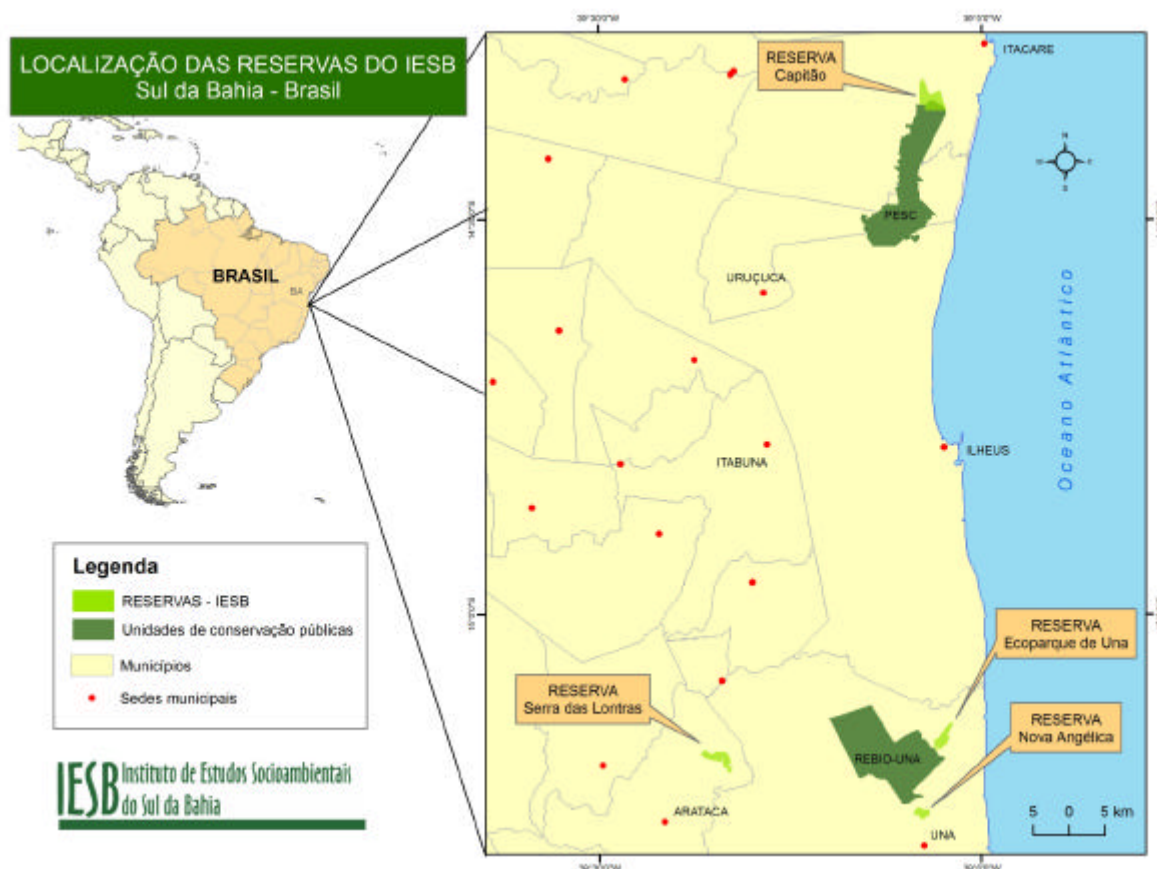 LOCALIZAÇÃO DAS RESERVAS DO IESB
Sul da Bahia - Brasil
BRASIL
BA
Legenda
RESERVAS - IESB
Unidades de conservação públicas
Municípios
Sedes municipais
IESB Instituto de Estudos Socioambientais
do Sul da Bahia
39°0'0"W
ITACARE
RESERVA
Capitão
N
S
PESC
URUÇUCA
Oceano Atlântico
ILHEUS
ITABUNA
RESERVA
Ecoparque de Una
RESERVA
Serra das Lontras
RESERVA
Nova Angélica
REBIO-UNA
ARATACA
UNA
5 0 5 km